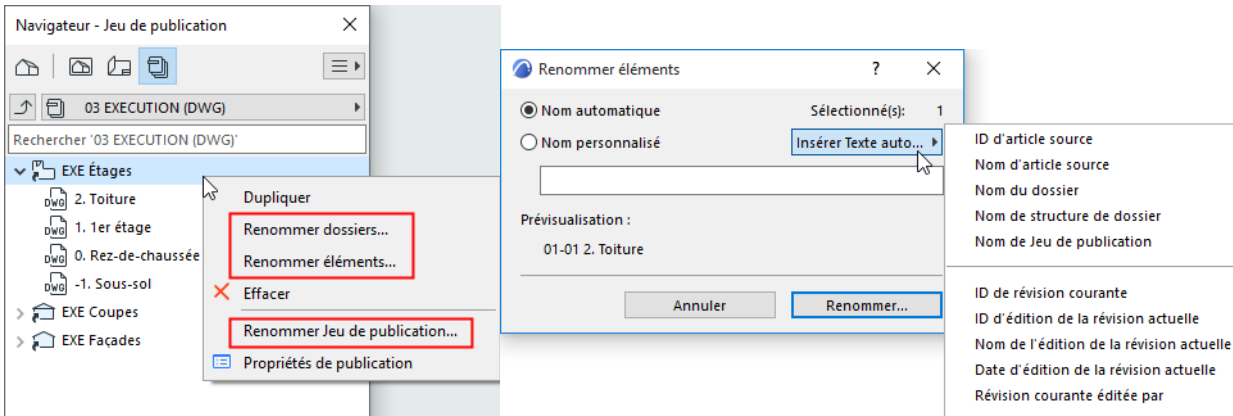 Navigateur - Jeu de publication
03 EXECUTION (DWG)
Rechercher '03 EXECUTION (DWG)'
EXE Étages
DWG 2. Toiture
DWG 1. 1er étage
DWG 0. Rez-de-chaussée
DWG -1. Sous-sol
EXE Coupes
EXE Façades
Dupliquer
Renommer dossiers...
Renommer éléments...
Effacer
Renommer Jeu de publication...
Propriétés de publication
Renommer éléments
?
Nom automatique
Sélectionné(s): 1
Nom personnalisé
Insérer Texte auto...
Prévisualisation :
01-01 2. Toiture
Annuler
Renommer...
ID d'article source
Nom d'article source
Nom du dossier
Nom de structure de dossier
Nom de Jeu de publication
ID de révision courante
ID d'édition de la révision actuelle
Nom de l'édition de la révision actuelle
Date d'édition de la révision actuelle
Révision courante éditée par